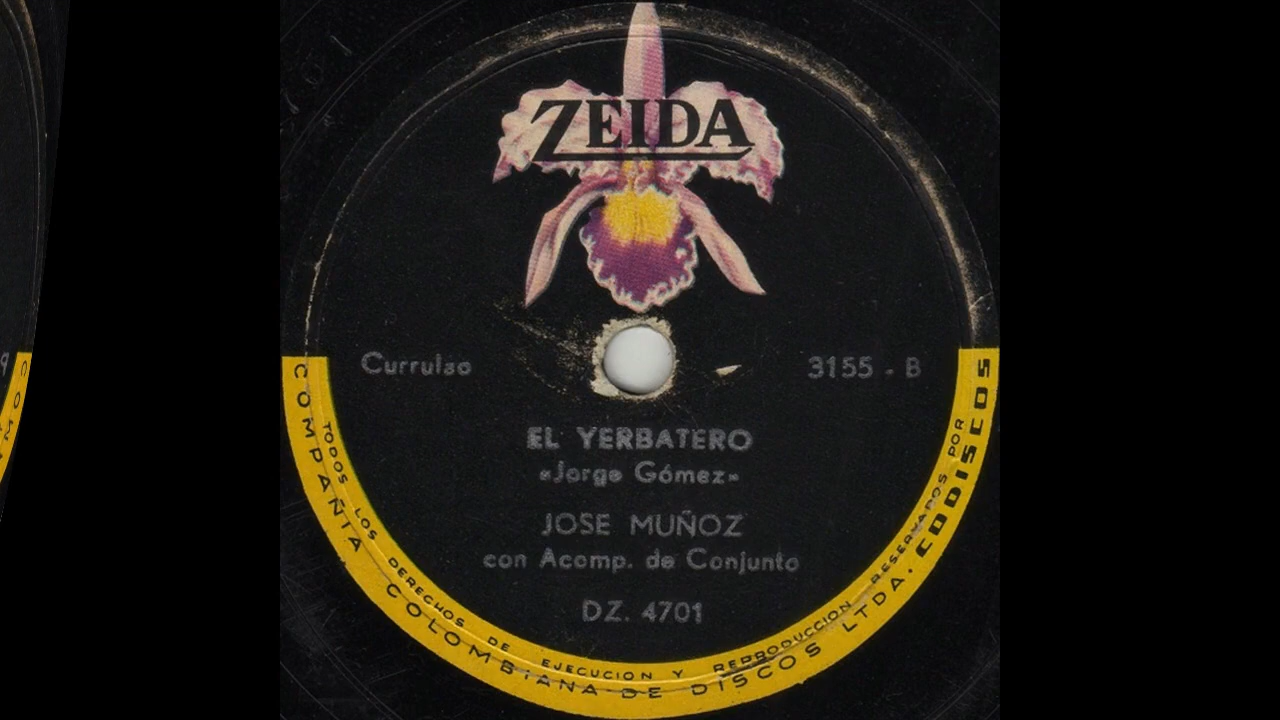 ZEIDA
Currulao
3155 - B
EL YERBATERO
«Jorge Gómez»
JOSE MUÑOZ
con Acomp. de Conjunto
DZ. 4701
TODOS LOS DERECHOS DE EJECUCION Y REPRODUCCION RESERVADOS POR
COMPAÑIA COLOMBIANA DE DISCOS LTDA. CODISCOS